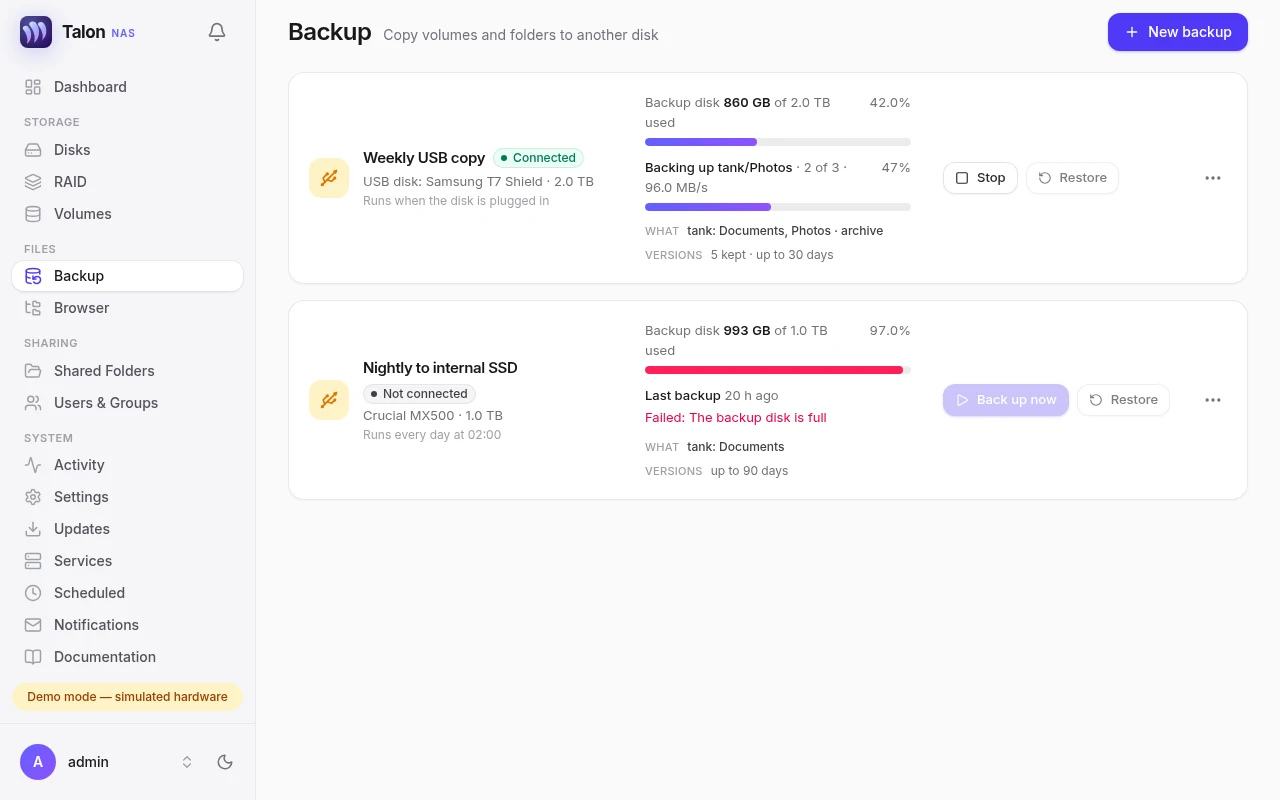 Talon NAS
Dashboard
STORAGE
Disks
RAID
Volumes
FILES
Backup
Browser
SHARING
Shared Folders
Users & Groups
SYSTEM
Activity
Settings
Updates
Services
Scheduled
Notifications
Documentation
Demo mode — simulated hardware
A admin
Backup Copy volumes and folders to another disk
New backup
Weekly USB copy Connected
USB disk: Samsung T7 Shield · 2.0 TB
Runs when the disk is plugged in
Backup disk 860 GB of 2.0 TB 42.0%
used
Backing up tank/Photos · 2 of 3 · 47%
96.0 MB/s
WHAT tank: Documents, Photos · archive
VERSIONS 5 kept · up to 30 days
Stop Restore
Nightly to internal SSD
Not connected
Crucial MX500 · 1.0 TB
Runs every day at 02:00
Backup disk 993 GB of 1.0 TB 97.0%
used
Last backup 20 h ago
Failed: The backup disk is full
WHAT tank: Documents
VERSIONS up to 90 days
Back up now Restore